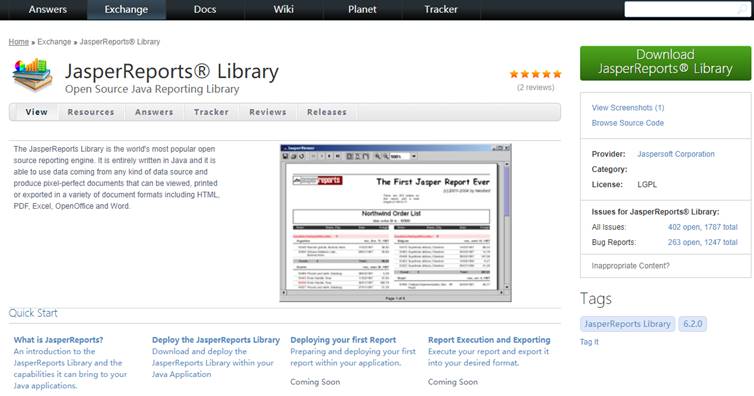 Answers Exchange Docs Wiki Planet Tracker
Home » Exchange » JasperReports® Library
JasperReports® Library
Open Source Java Reporting Library
(2 reviews)
View Resources Answers Tracker Reviews Releases
The JasperReports Library is the world's most popular open
source reporting engine. It is entirely written in Java and it is
able to use data coming from any kind of data source and
produce pixel-perfect documents that can be viewed, printed
or exported in a variety of document formats including HTML,
PDF, Excel, OpenOffice and Word.
JasperViewer
100%
jasperreports
The First Jasper Report Ever
Northwind Order List
Page 1 of 5
Quick Start
What is JasperReports?
An introduction to the
JasperReports Library and the
capabilities it can bring to your
Java applications.
Deploy the JasperReports Library
Download and deploy the
JasperReports Library within your
Java Application
Deploying your first Report
Preparing and deploying your first
report within your application.
Coming Soon
Report Execution and Exporting
Execute your report and export it
into your desired format.
Coming Soon
Download
JasperReports® Library
View Screenshots (1)
Browse Source Code
Provider: Jaspersoft Corporation
Category:
License: LGPL
Issues for JasperReports® Library:
All Issues: 402 open, 1787 total
Bug Reports: 263 open, 1247 total
Inappropriate Content?
Tags
JasperReports Library 6.2.0
Tag It